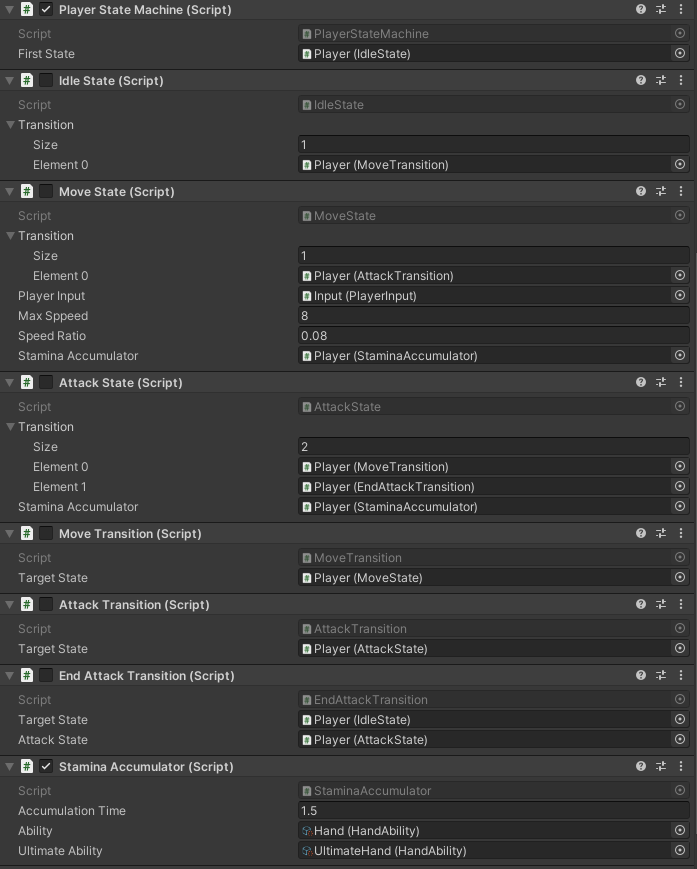 Player State Machine (Script)
Script PlayerStateMachine
First State Player (IdleState)
Idle State (Script)
Script IdleState
Transition
Size 1
Element 0 Player (MoveTransition)
Move State (Script)
Script MoveState
Transition
Size 1
Element 0 Player (AttackTransition)
Player Input Input (PlayerInput)
Max Sppeed 8
Speed Ratio 0.08
Stamina Accumulator Player (StaminaAccumulator)
Attack State (Script)
Script AttackState
Transition
Size 2
Element 0 Player (MoveTransition)
Element 1 Player (EndAttackTransition)
Stamina Accumulator Player (StaminaAccumulator)
Move Transition (Script)
Script MoveTransition
Target State Player (MoveState)
Attack Transition (Script)
Script AttackTransition
Target State Player (AttackState)
End Attack Transition (Script)
Script EndAttackTransition
Target State Player (IdleState)
Attack State Player (AttackState)
Stamina Accumulator (Script)
Script StaminaAccumulator
Accumulation Time 1.5
Ability Hand (HandAbility)
Ultimate Ability UltimateHand (HandAbility)